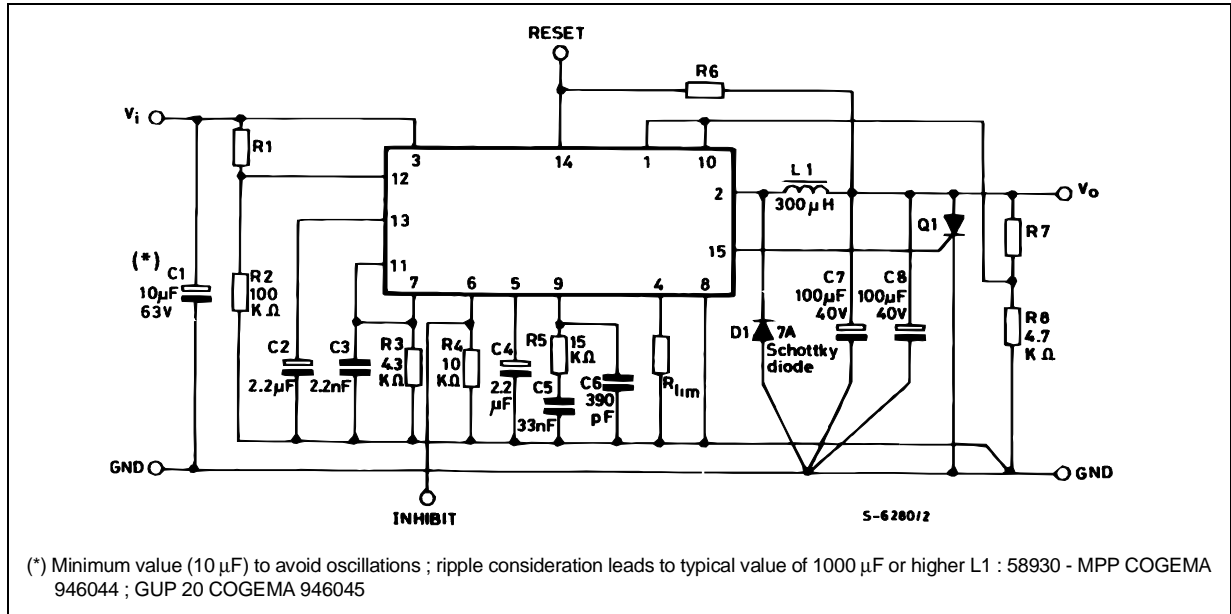 RESET
R6
Vi
R1
3
14
1
10
12
2
L1
300µH
Vo
13
Q1
R7
15
(*)
C1
10µF
63V
R2
100
KΩ
11
7
6
5
9
4
8
C7
100µF
40V
C8
100µF
40V
R8
4.7
KΩ
C2
2.2µF
C3
2.2nF
R3
4.3
KΩ
R4
10
KΩ
C4
2.2
µF
R5
15
KΩ
C5
33nF
C6
390
pF
Rlim
D1
7A
Schottky
diode
GND
GND
INHIBIT
S-6280/2
(*) Minimum value (10 µF) to avoid oscillations ; ripple consideration leads to typical value of 1000 µF or higher L1 : 58930 - MPP COGEMA
946044 ; GUP 20 COGEMA 946045